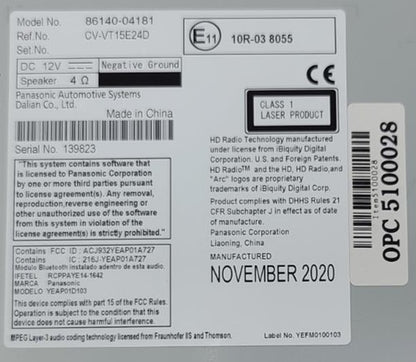 Model No. 86140-04181
Ref.No. CV-VT15E24D
Set.No.
DC 12V Negative Ground
Speaker 4 Ω
Panasonic Automotive Systems
Dalian Co., Ltd.
Made in China
Serial No. 139823
"This system contains software that
is licensed to Panasonic Corporation
by one or more third parties pursuant
to license agreement(s). Any removal,
reproduction,reverse engineering or
other unauthorized use of the software
from this system in violation of the
license agreement(s) is strictly prohibited."
Contains FCC ID : ACJ932YEAP01A727
Contains IC : 216J-YEAP01A727
Módulo Bluetooth instalado adentro de esta audio.
IFETEL RCPPAYE14-1642
MARCA Panasonic
MODELO YEAP01D103
This device complies with part 15 of the FCC Rules.
Operation is subject to the condition that this
device does not cause harmful interference.
MPEG Layer-3 audio coding technology licensed from Fraunhofer IIS and Thomson.
E11 10R-03 8055
CE
CLASS 1
LASER PRODUCT
HD Radio Technology manufactured
under license from iBiquity Digital
Corporation. U.S. and Foreign Patents.
HD Radio™ and the HD, HD Radio,and
"Arc" logos are proprietary
trademarks of iBiquity Digital Corp.
Product complies with DHHS Rules 21
CFR Subchapter J in effect as of date
of manufacture.
Panasonic Corporation
Liaoning, China
MANUFACTURED
NOVEMBER 2020
Label No. YEFM0100103
Item5100028
OPC 5100028